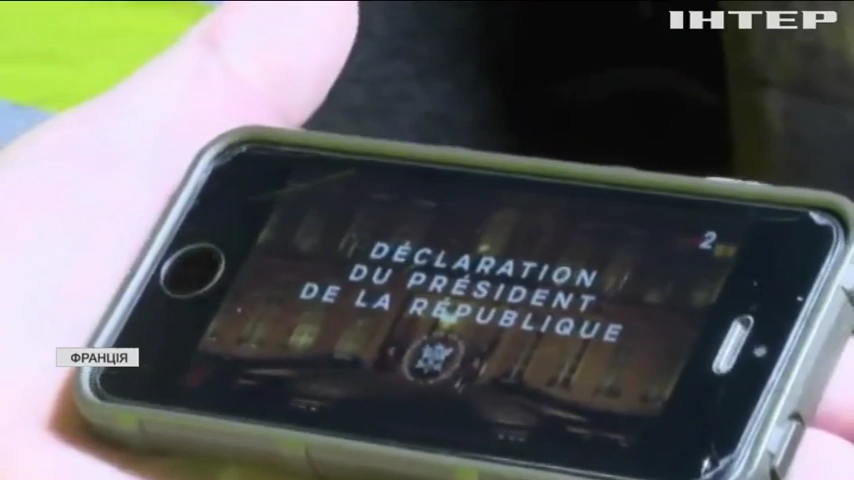 ІНТЕР
2
DÉCLARATION
DU PRÉSIDENT
DE LA RÉPUBLIQUE
ФРАНЦІЯ